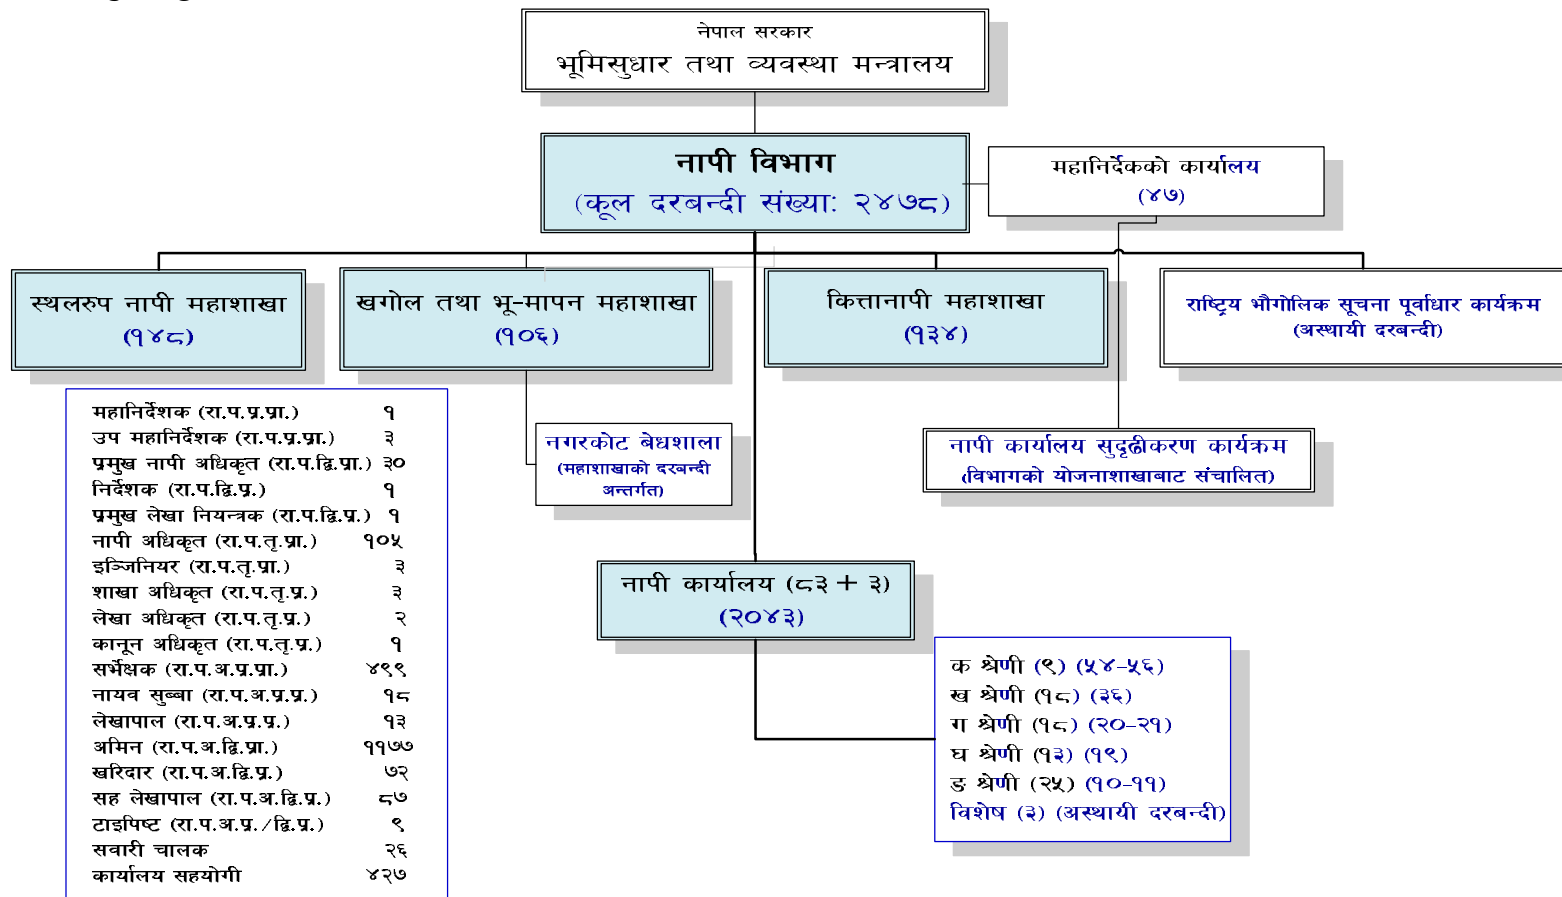 नेपाल सरकार
भूमिसुधार तथा व्यवस्था मन्त्रालय
नापी विभाग
(कूल दरबन्दी संख्या: २४७८)
महानिर्देकको कार्यालय
(४७)
स्थलरुप नापी महाशाखा
(१४८)
खगोल तथा भू-मापन महाशाखा
(१०६)
कित्तानापी महाशाखा
(१३४)
राष्ट्रिय भौगोलिक सूचना पूर्वाधार कार्यक्रम
(अस्थायी दरबन्दी)
महानिर्देशक (रा.प.प्र.प्रा.) १
उप महानिर्देशक (रा.प.प्र.प्रा.) ३
प्रमुख नापी अधिकृत (रा.प.द्वि.प्रा.) ३०
निर्देशक (रा.प.द्वि.प्र.) १
प्रमुख लेखा नियन्त्रक (रा.प.द्वि.प्र.) १
नापी अधिकृत (रा.प.तृ.प्रा.) १०५
इञ्जिनियर (रा.प.तृ.प्रा.) ३
शाखा अधिकृत (रा.प.तृ.प्र.) ३
लेखा अधिकृत (रा.प.तृ.प्र.) २
कानून अधिकृत (रा.प.तृ.प्र.) १
सर्भेक्षक (रा.प.अ.प्र.प्रा.) ४९९
नायव सुब्बा (रा.प.अ.प्र.प्र.) १८
लेखापाल (रा.प.अ.प्र.प्र.) १३
अमिन (रा.प.अ.द्वि.प्रा.) ११७७
खरिदार (रा.प.अ.द्वि.प्र.) ७२
सह लेखापाल (रा.प.अ.द्वि.प्र.) ८७
टाइपिष्ट (रा.प.अ.प्र./द्वि.प्र.) ९
सवारी चालक २६
कार्यालय सहयोगी ४२७
नगरकोट बेधशाला
(महाशाखाको दरबन्दी
अन्तर्गत)
नापी कार्यालय सुदृढीकरण कार्यक्रम
(विभागको योजनाशाखाबाट संचालित)
नापी कार्यालय (८३ + ३)
(२०४३)
क श्रेणी (९) (५४-५६)
ख श्रेणी (१८) (३६)
ग श्रेणी (१८) (२०-२१)
घ श्रेणी (१३) (१९)
ङ श्रेणी (२५) (१०-११)
विशेष (३) (अस्थायी दरबन्दी)